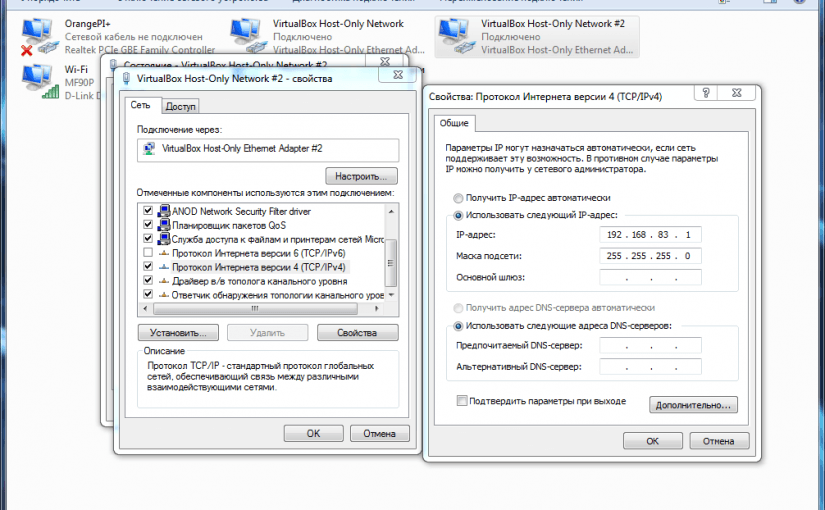 OrangePI+
Сетевой кабель не подключен
Realtek PCIe GBE Family Controller
VirtualBox Host-Only Network
Подключено
VirtualBox Host-Only Ethernet Ad...
VirtualBox Host-Only Network #2
Подключено
VirtualBox Host-Only Ethernet Ad...
Wi-Fi
MF90P
D-Link D
Состояние - VirtualBox Host-Only Network #2
VirtualBox Host-Only Network #2 - свойства
Сеть
Доступ
Подключение через:
VirtualBox Host-Only Ethernet Adapter #2
Настроить...
Отмеченные компоненты используются этим подключением:
ANOD Network Security Filter driver
Планировщик пакетов QoS
Служба доступа к файлам и принтерам сетей Micro
Протокол Интернета версии 6 (TCP/IPv6)
Протокол Интернета версии 4 (TCP/IPv4)
Драйвер в/в тополога канального уровня
Ответчик обнаружения топологии канального уров
Установить...
Удалить
Свойства
Описание
Протокол TCP/IP - стандартный протокол глобальных
сетей, обеспечивающий связь между различными
взаимодействующими сетями.
OK
Отмена
Свойства: Протокол Интернета версии 4 (TCP/IPv4)
Общие
Параметры IP могут назначаться автоматически, если сеть
поддерживает эту возможность. В противном случае параметры
IP можно получить у сетевого администратора.
Получить IP-адрес автоматически
Использовать следующий IP-адрес:
IP-адрес:
192 . 168 . 83 . 1
Маска подсети:
255 . 255 . 255 . 0
Основной шлюз:
. . .
Получить адрес DNS-сервера автоматически
Использовать следующие адреса DNS-серверов:
Предпочитаемый DNS-сервер:
. . .
Альтернативный DNS-сервер:
. . .
Подтвердить параметры при выходе
Дополнительно...
OK
Отмена